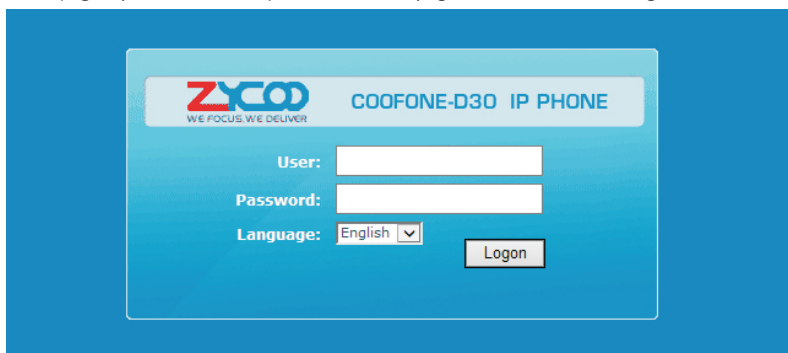 ZYCOO
WE FOCUS.WE DELIVER
COOFONE-D30 IP PHONE
User:
Password:
Language:
English
Logon